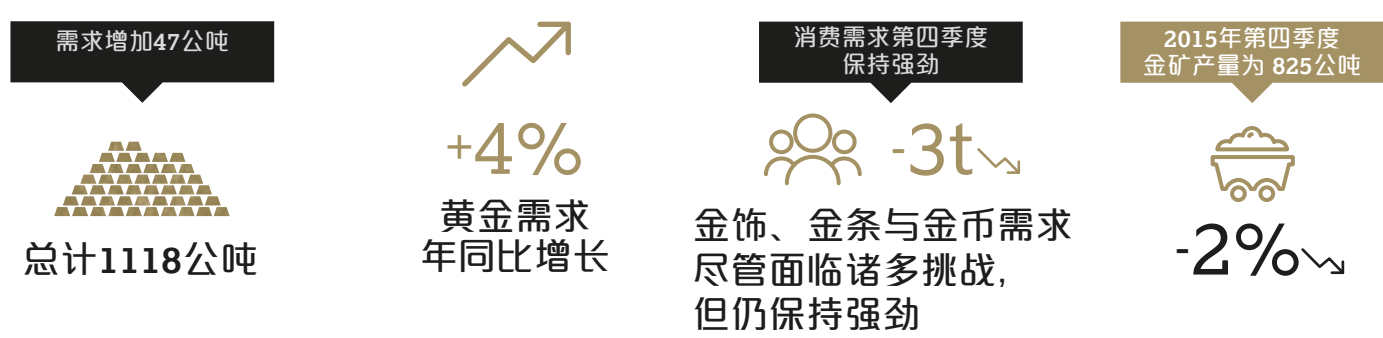 需求增加47公吨
总计1118公吨
+4%
黄金需求
年同比增长
消费需求第四季度
保持强劲
-3t
金饰、金条与金币需求
尽管面临诸多挑战,
但仍保持强劲
2015年第四季度
金矿产量为 825公吨
-2%